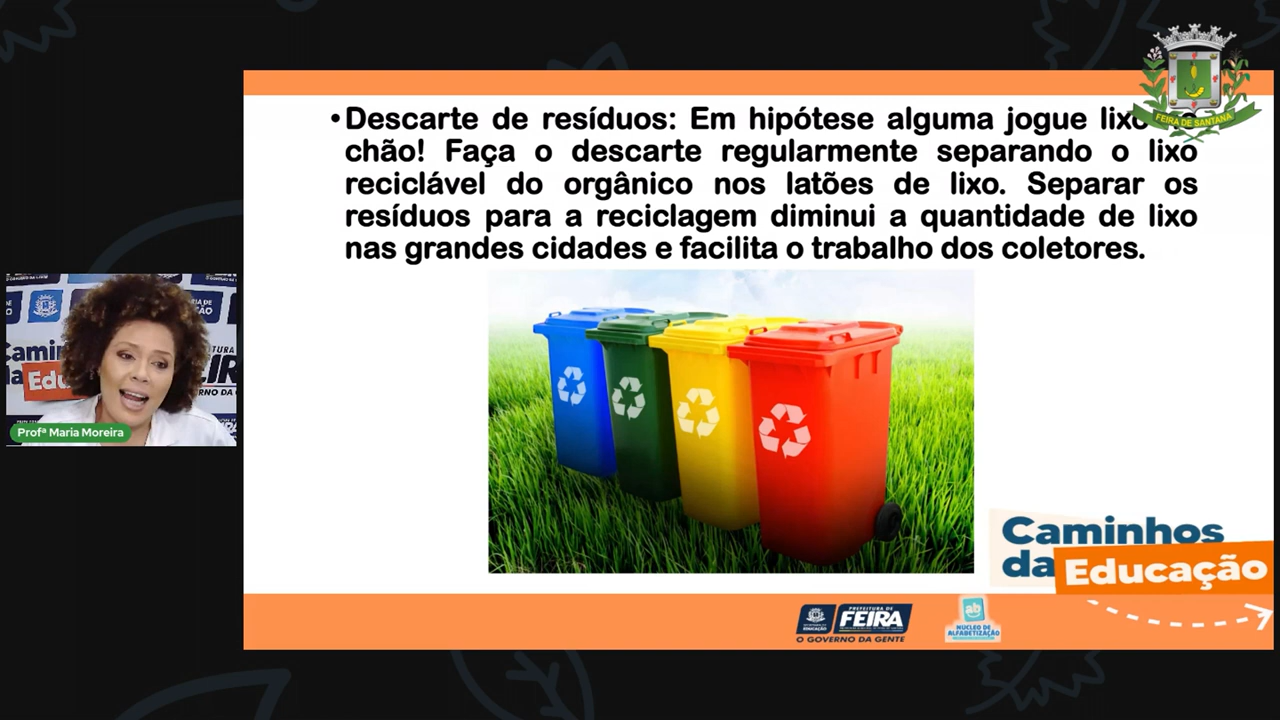 FEIRA DE SANTANA
•Descarte de resíduos: Em hipótese alguma jogue lixo
chão! Faça o descarte regularmente separando o lixo
reciclável do orgânico nos latões de lixo. Separar os
resíduos para a reciclagem diminui a quantidade de lixo
nas grandes cidades e facilita o trabalho dos coletores.
Profª Maria Moreira
Caminhos
da Educação
PREFEITURA DE
FEIRA
EDUCAÇÃO
O GOVERNO DA GENTE
ab
NÚCLEO DE
ALFABETIZAÇÃO